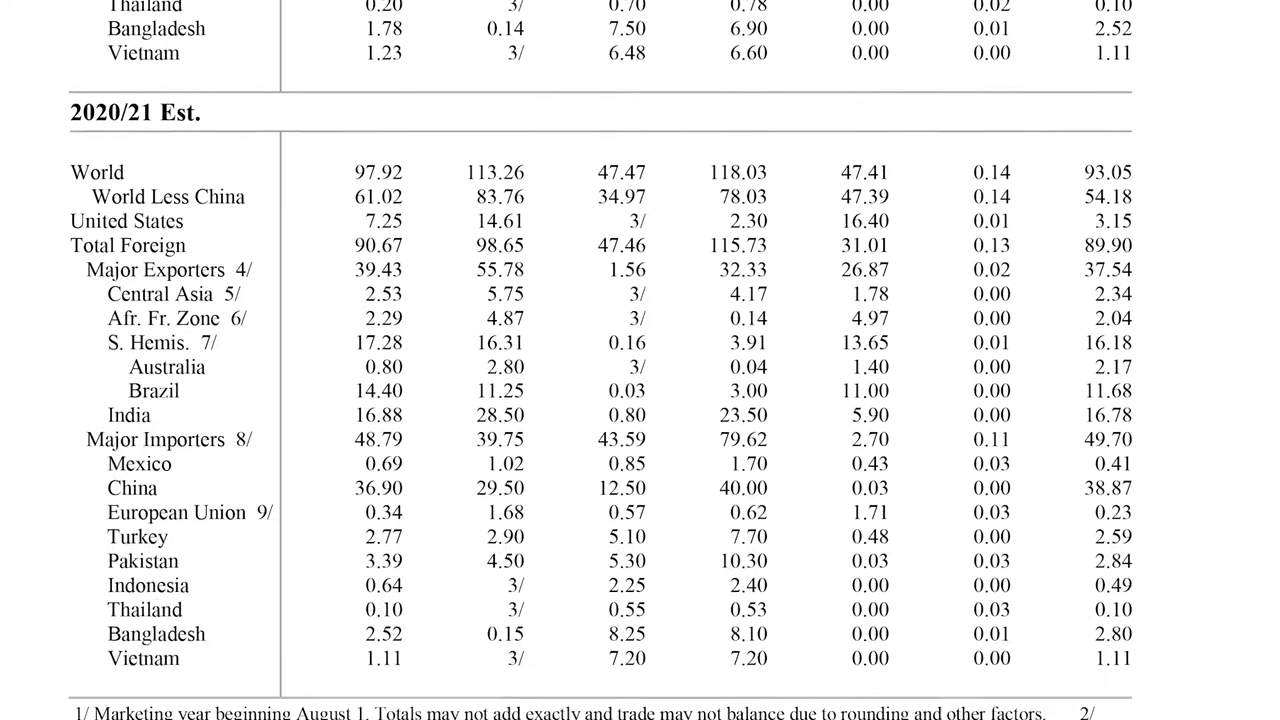 Thailand 0.20 3/ 0.70 0.78 0.00 0.02 0.10
Bangladesh 1.78 0.14 7.50 6.90 0.00 0.01 2.52
Vietnam 1.23 3/ 6.48 6.60 0.00 0.00 1.11
2020/21 Est.
World 97.92 113.26 47.47 118.03 47.41 0.14 93.05
World Less China 61.02 83.76 34.97 78.03 47.39 0.14 54.18
United States 7.25 14.61 3/ 2.30 16.40 0.01 3.15
Total Foreign 90.67 98.65 47.46 115.73 31.01 0.13 89.90
Major Exporters 4/ 39.43 55.78 1.56 32.33 26.87 0.02 37.54
Central Asia 5/ 2.53 5.75 3/ 4.17 1.78 0.00 2.34
Afr. Fr. Zone 6/ 2.29 4.87 3/ 0.14 4.97 0.00 2.04
S. Hemis. 7/ 17.28 16.31 0.16 3.91 13.65 0.01 16.18
Australia 0.80 2.80 3/ 0.04 1.40 0.00 2.17
Brazil 14.40 11.25 0.03 3.00 11.00 0.00 11.68
India 16.88 28.50 0.80 23.50 5.90 0.00 16.78
Major Importers 8/ 48.79 39.75 43.59 79.62 2.70 0.11 49.70
Mexico 0.69 1.02 0.85 1.70 0.43 0.03 0.41
China 36.90 29.50 12.50 40.00 0.03 0.00 38.87
European Union 9/ 0.34 1.68 0.57 0.62 1.71 0.03 0.23
Turkey 2.77 2.90 5.10 7.70 0.48 0.00 2.59
Pakistan 3.39 4.50 5.30 10.30 0.03 0.03 2.84
Indonesia 0.64 3/ 2.25 2.40 0.00 0.00 0.49
Thailand 0.10 3/ 0.55 0.53 0.00 0.03 0.10
Bangladesh 2.52 0.15 8.25 8.10 0.00 0.01 2.80
Vietnam 1.11 3/ 7.20 7.20 0.00 0.00 1.11
1/ Marketing year beginning August 1. Totals may not add exactly and trade may not balance due to rounding and other factors. 2/